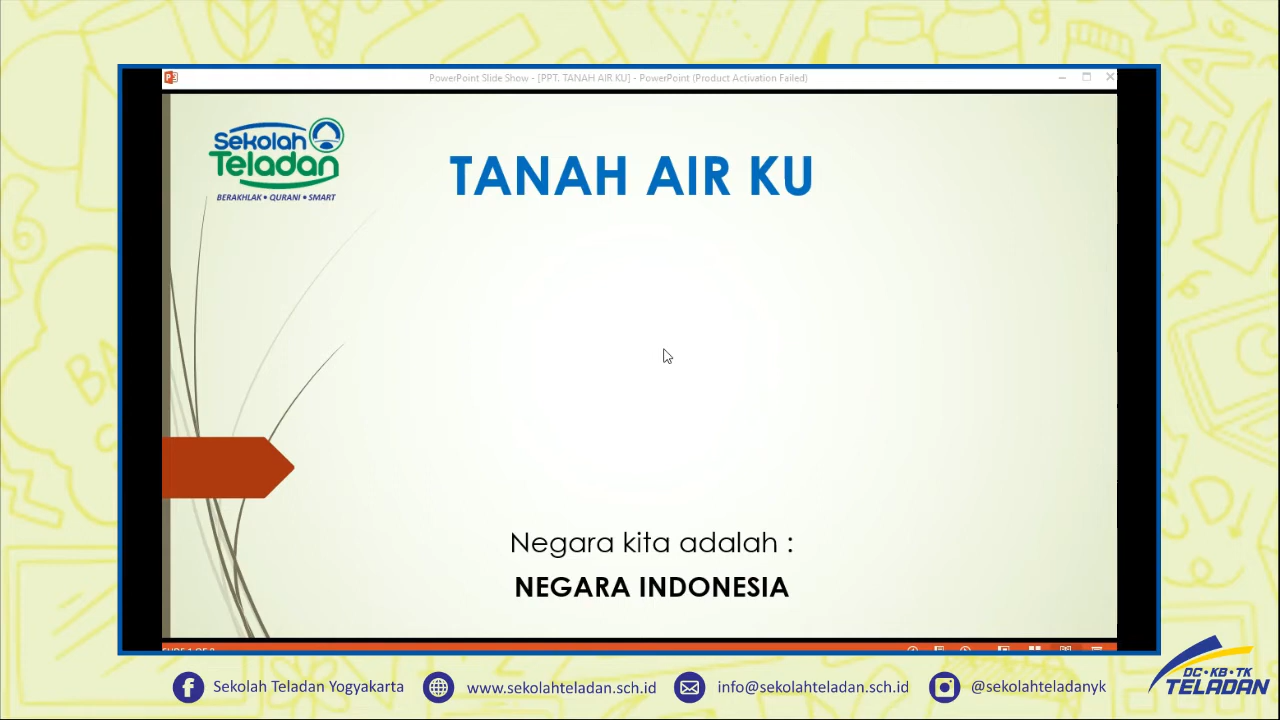 PowerPoint Slide Show - [PPT. TANAH AIR KU] - PowerPoint (Product Activation Failed)
Sekolah
Teladan
BERAKHLAK • QURANI • SMART
TANAH AIR KU
Negara kita adalah :
NEGARA INDONESIA
Sekolah Teladan Yogyakarta
www.sekolahteladan.sch.id
info@sekolahteladan.sch.id
@sekolahteladanyk
DC • KB • TK
TELADAN